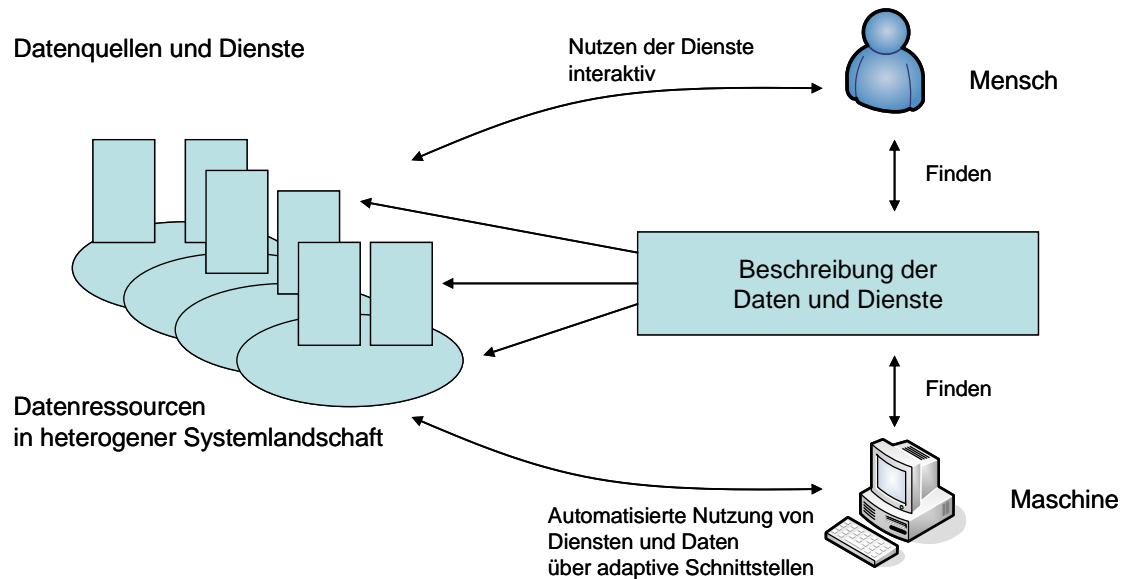 Datenquellen und Dienste
Nutzen der Dienste
interaktiv
Mensch
Finden
Beschreibung der
Daten und Dienste
Finden
Datenressourcen
in heterogener Systemlandschaft
Maschine
Automatisierte Nutzung von
Diensten und Daten
über adaptive Schnittstellen